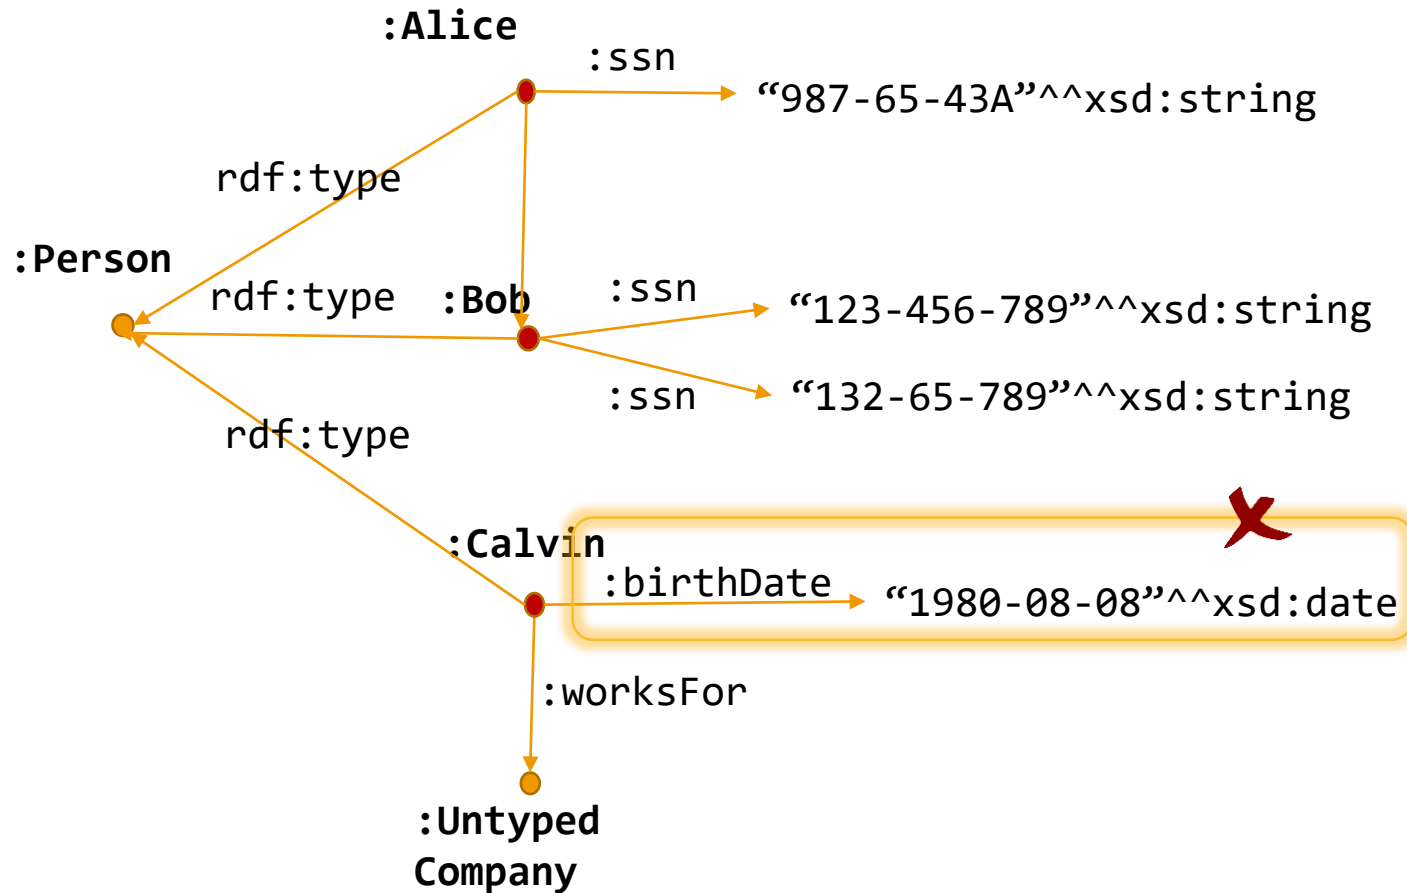 :Alice
:ssn
“987-65-43A”^^xsd:string
rdf:type
:Person
rdf:type
:Bob
:ssn
“123-456-789”^^xsd:string
:ssn
“132-65-789”^^xsd:string
rdf:type
:Calvin
:birthDate
“1980-08-08”^^xsd:date
:worksFor
:Untyped
Company